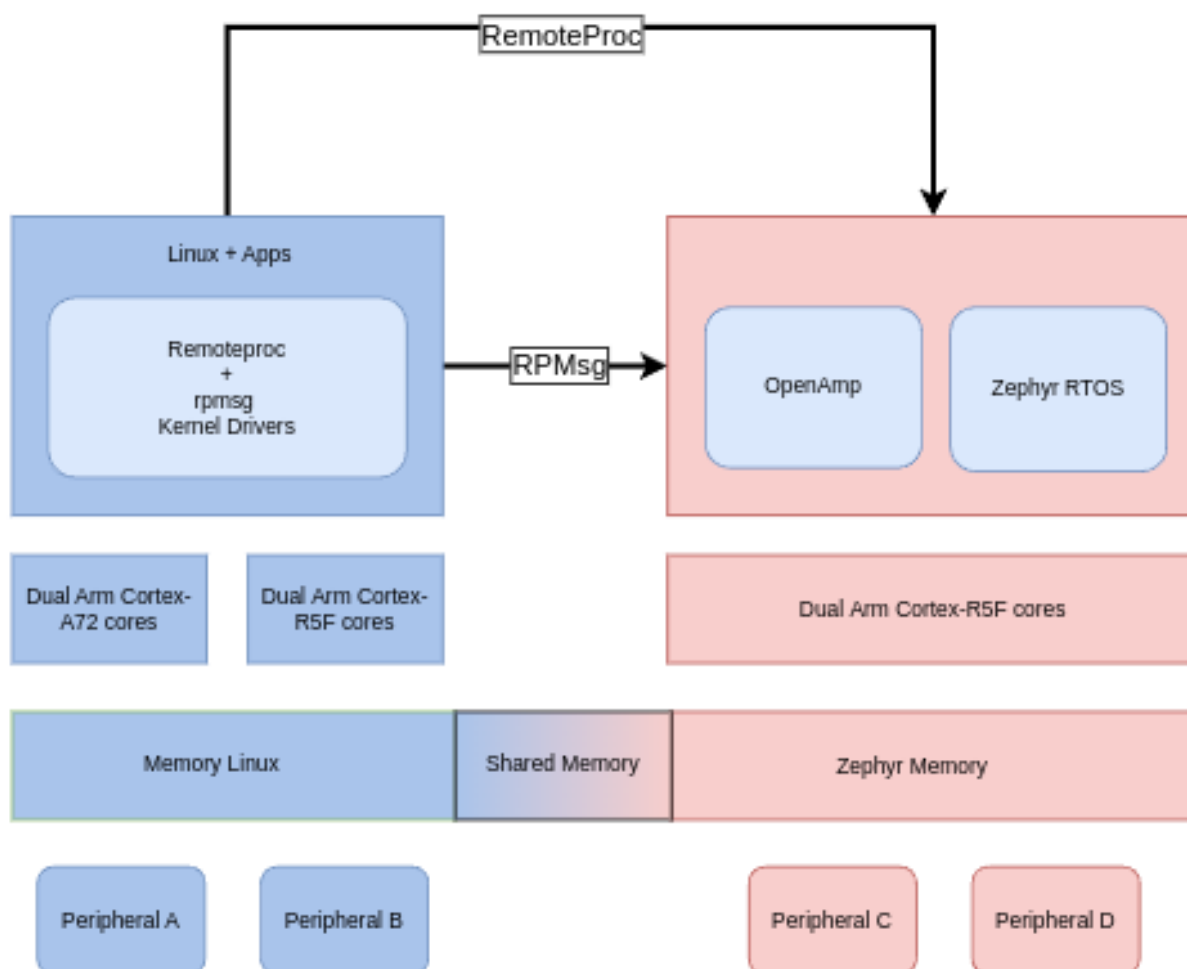 RemoteProc
Linux + Apps
Remoteproc
+
rpmsg
Kernel Drivers
RPMsg
OpenAmp
Zephyr RTOS
Dual Arm Cortex-
A72 cores
Dual Arm Cortex-
R5F cores
Dual Arm Cortex-R5F cores
Memory Linux
Shared Memory
Zephyr Memory
Peripheral A
Peripheral B
Peripheral C
Peripheral D